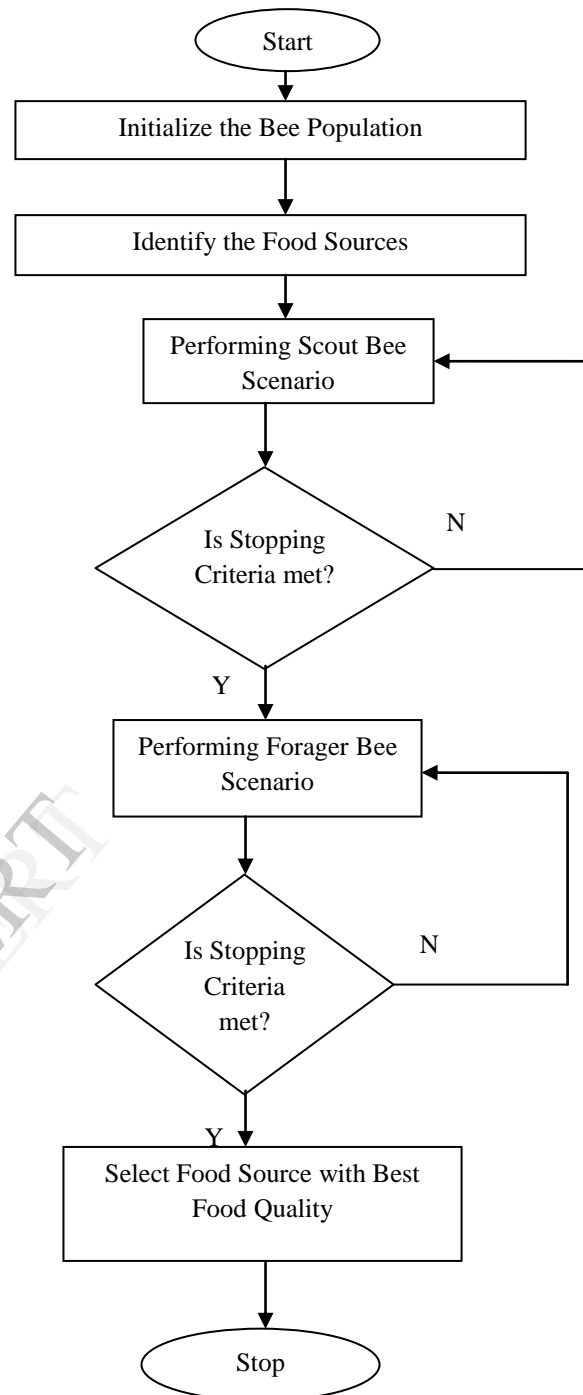 Start
Initialize the Bee Population
Identify the Food Sources
Performing Scout Bee
Scenario
N
Is Stopping
Criteria met?
Y
Performing Forager Bee
Scenario
N
Is Stopping
Criteria
met?
Y
Select Food Source with Best
Food Quality
Stop